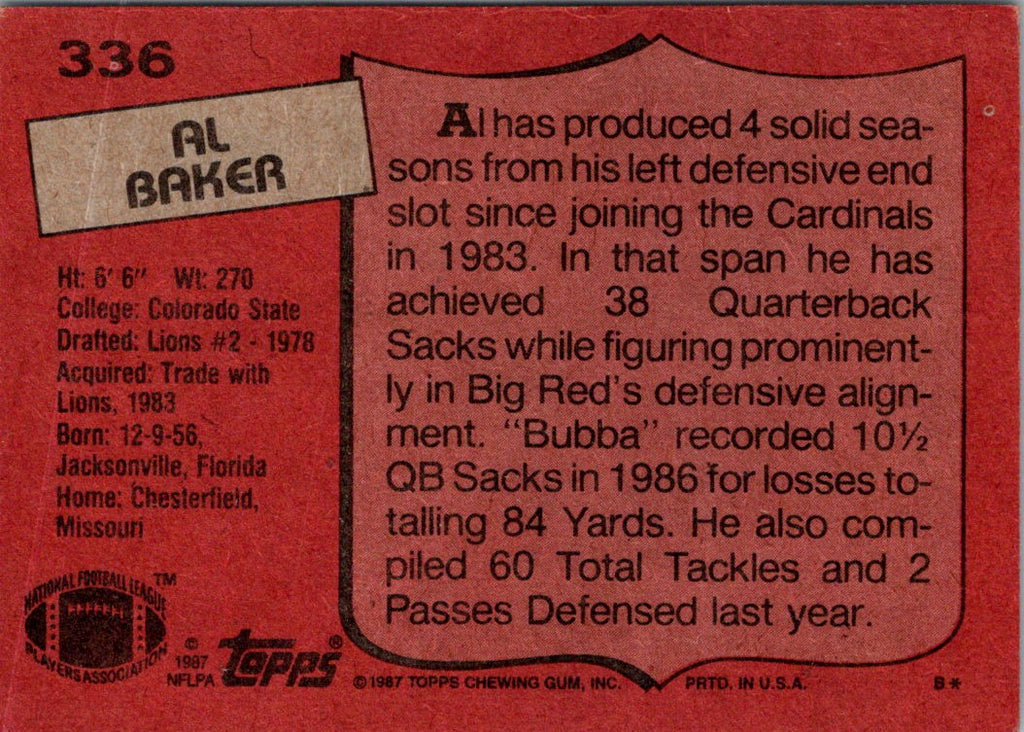 336
AL
BAKER
Ht: 6' 6" Wt: 270
College: Colorado State
Drafted: Lions #2 - 1978
Acquired: Trade with
Lions, 1983
Born: 12-9-56,
Jacksonville, Florida
Home: Chesterfield,
Missouri
Al has produced 4 solid sea-
sons from his left defensive end
slot since joining the Cardinals
in 1983. In that span he has
achieved 38 Quarterback
Sacks while figuring prominent-
ly in Big Red's defensive align-
ment. "Bubba" recorded 10½
QB Sacks in 1986 for losses to-
talling 84 Yards. He also com-
piled 60 Total Tackles and 2
Passes Defensed last year.
NATIONAL FOOTBALL LEAGUE ™
PLAYERS ASSOCIATION
©
1987
NFLPA
topps®
© 1987 TOPPS CHEWING GUM, INC. PRTD. IN U.S.A. B*